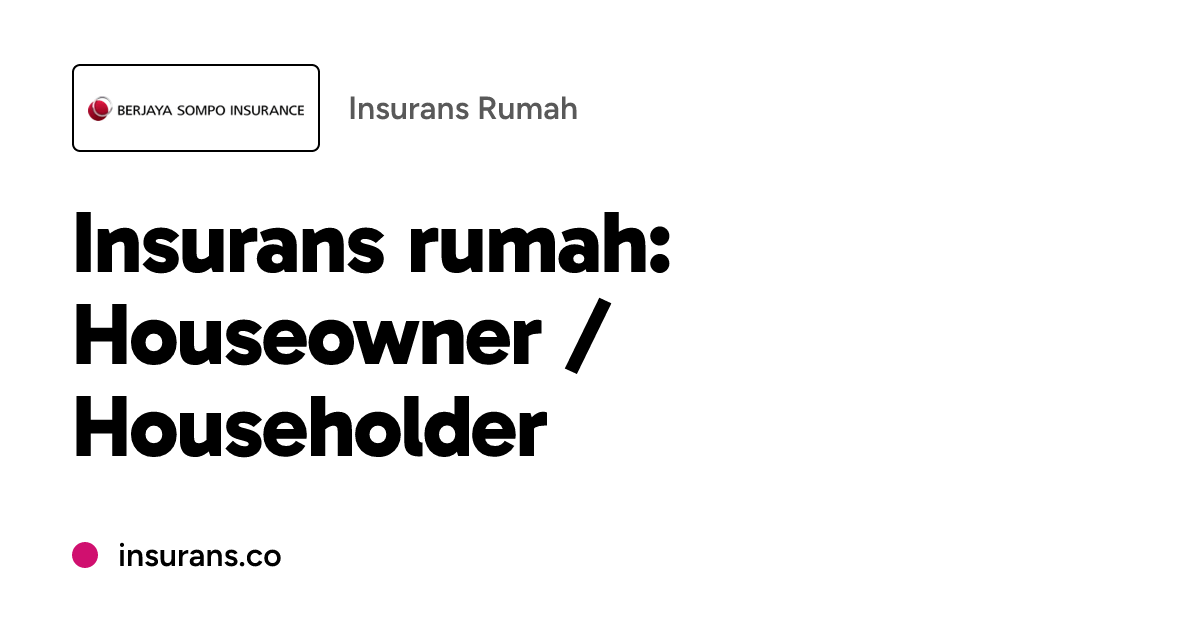 BERJAYA SOMPO INSURANCE
Insurans Rumah
Insurans rumah:
Houseowner /
Householder
insurans.co